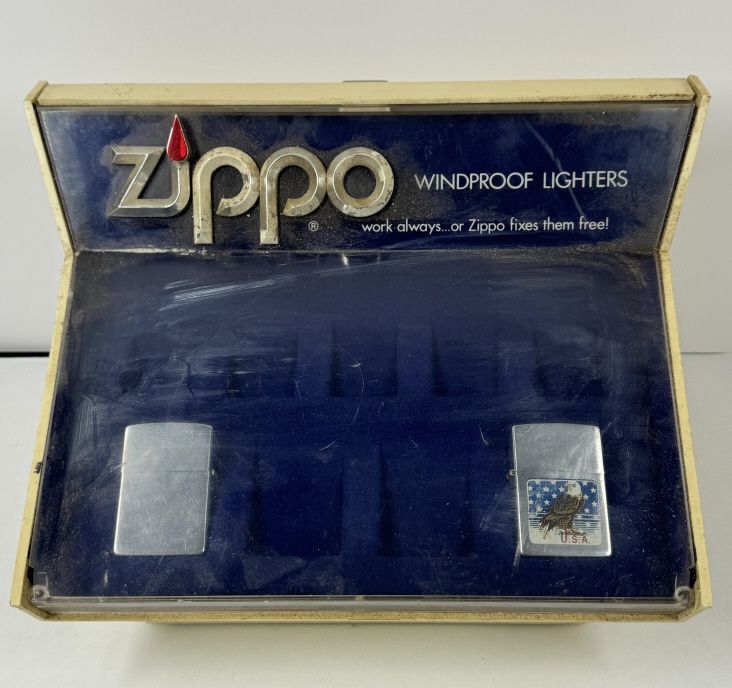 Zippo®
WINDPROOF LIGHTERS
work always...or Zippo fixes them free!
U.S.A.